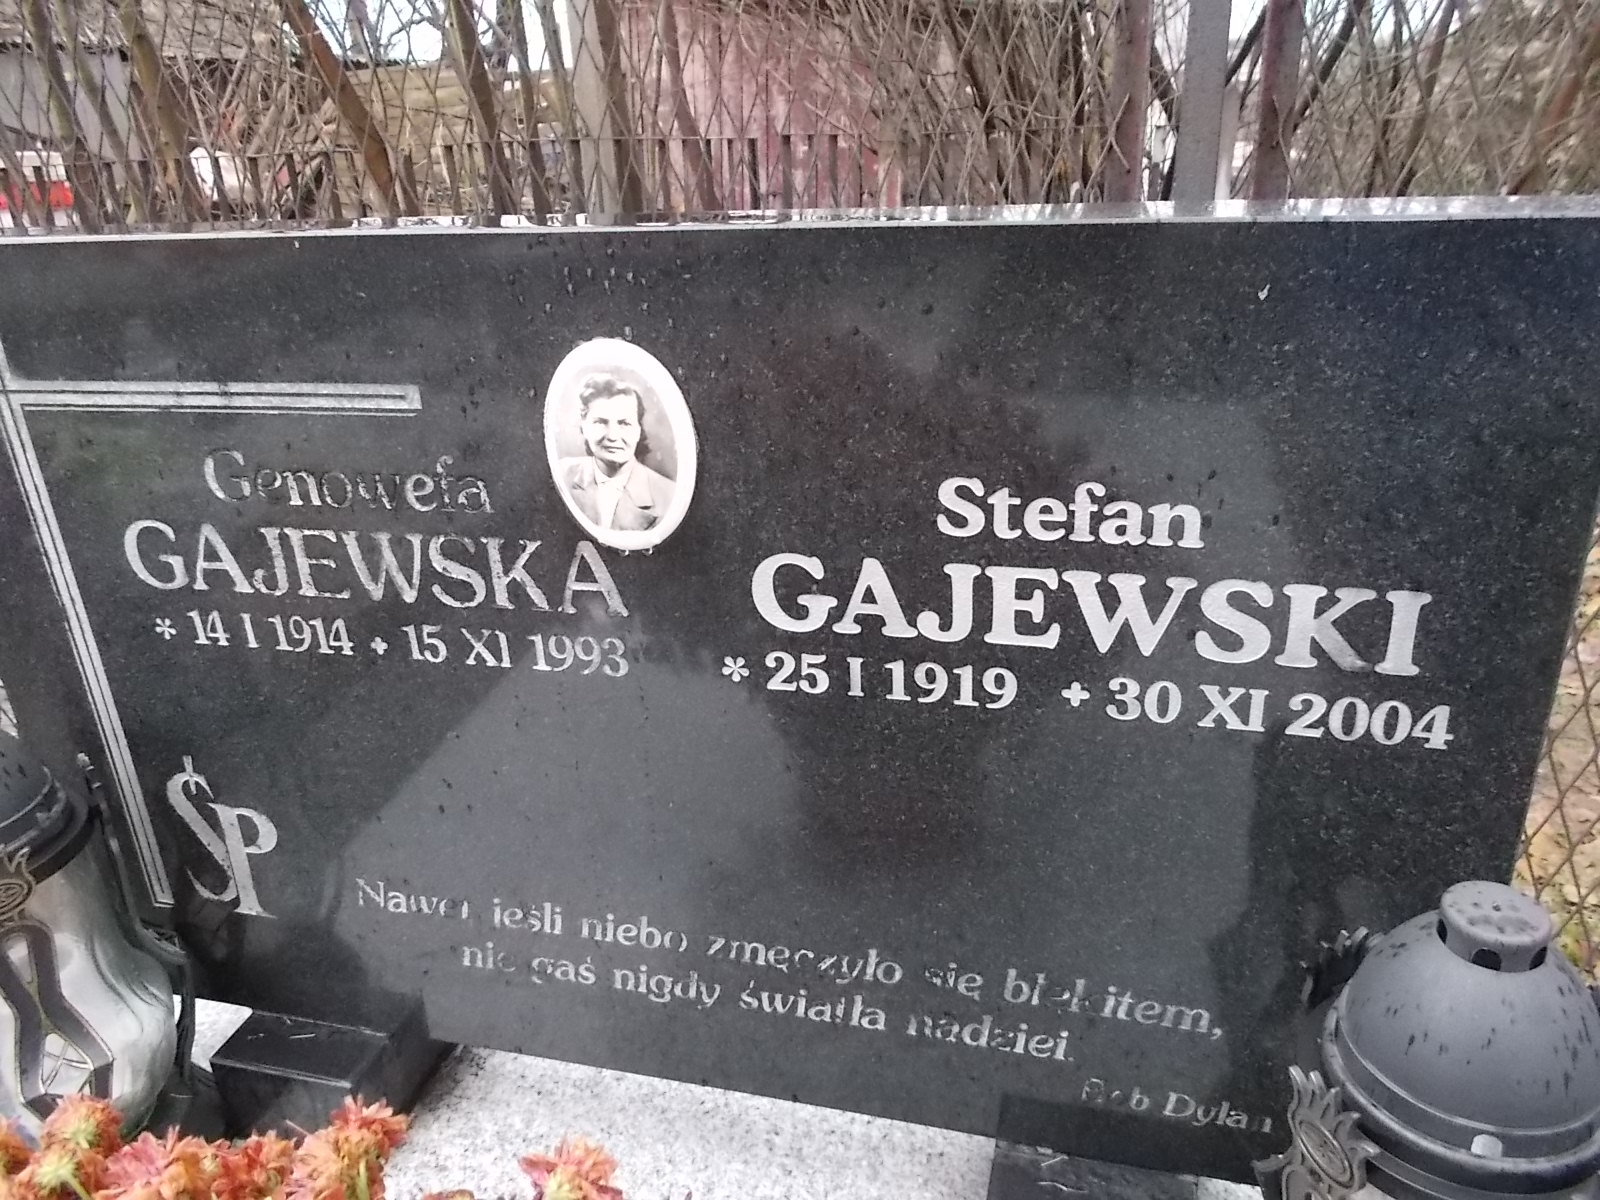 Genowefa
GAJEWSKA
* 14 I 1914 + 15 XI 1993
Stefan
GAJEWSKI
* 25 I 1919 + 30 XI 2004
ŚP
Nawet jeśli niebo zmęczyło się błękitem,
nie gaś nigdy światła nadziei.
Bob Dylan